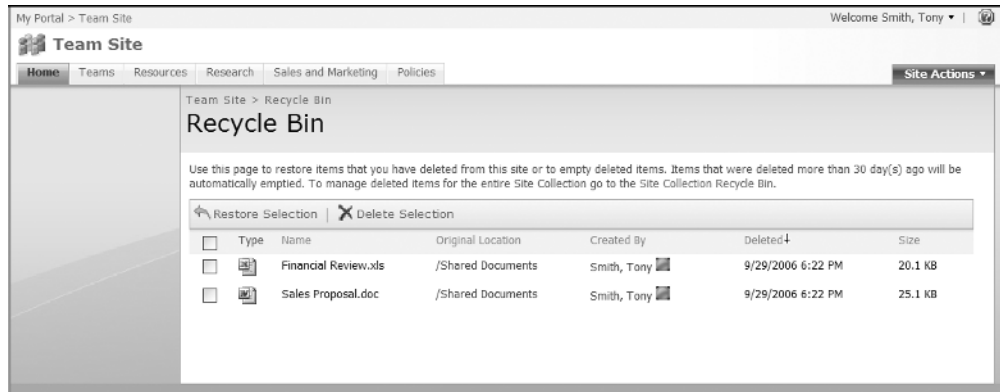 My Portal > Team Site
Welcome Smith, Tony
Team Site
Home Teams Resources Research Sales and Marketing Policies
Site Actions
Team Site > Recycle Bin
Recycle Bin
Use this page to restore items that you have deleted from this site or to empty deleted items. Items that were deleted more than 30 day(s) ago will be
automatically emptied. To manage deleted items for the entire Site Collection go to the Site Collection Recycle Bin.
Restore Selection | Delete Selection
Type Name Original Location Created By Deleted↓ Size
Financial Review.xls /Shared Documents Smith, Tony 9/29/2006 6:22 PM 20.1 KB
Sales Proposal.doc /Shared Documents Smith, Tony 9/29/2006 6:22 PM 25.1 KB